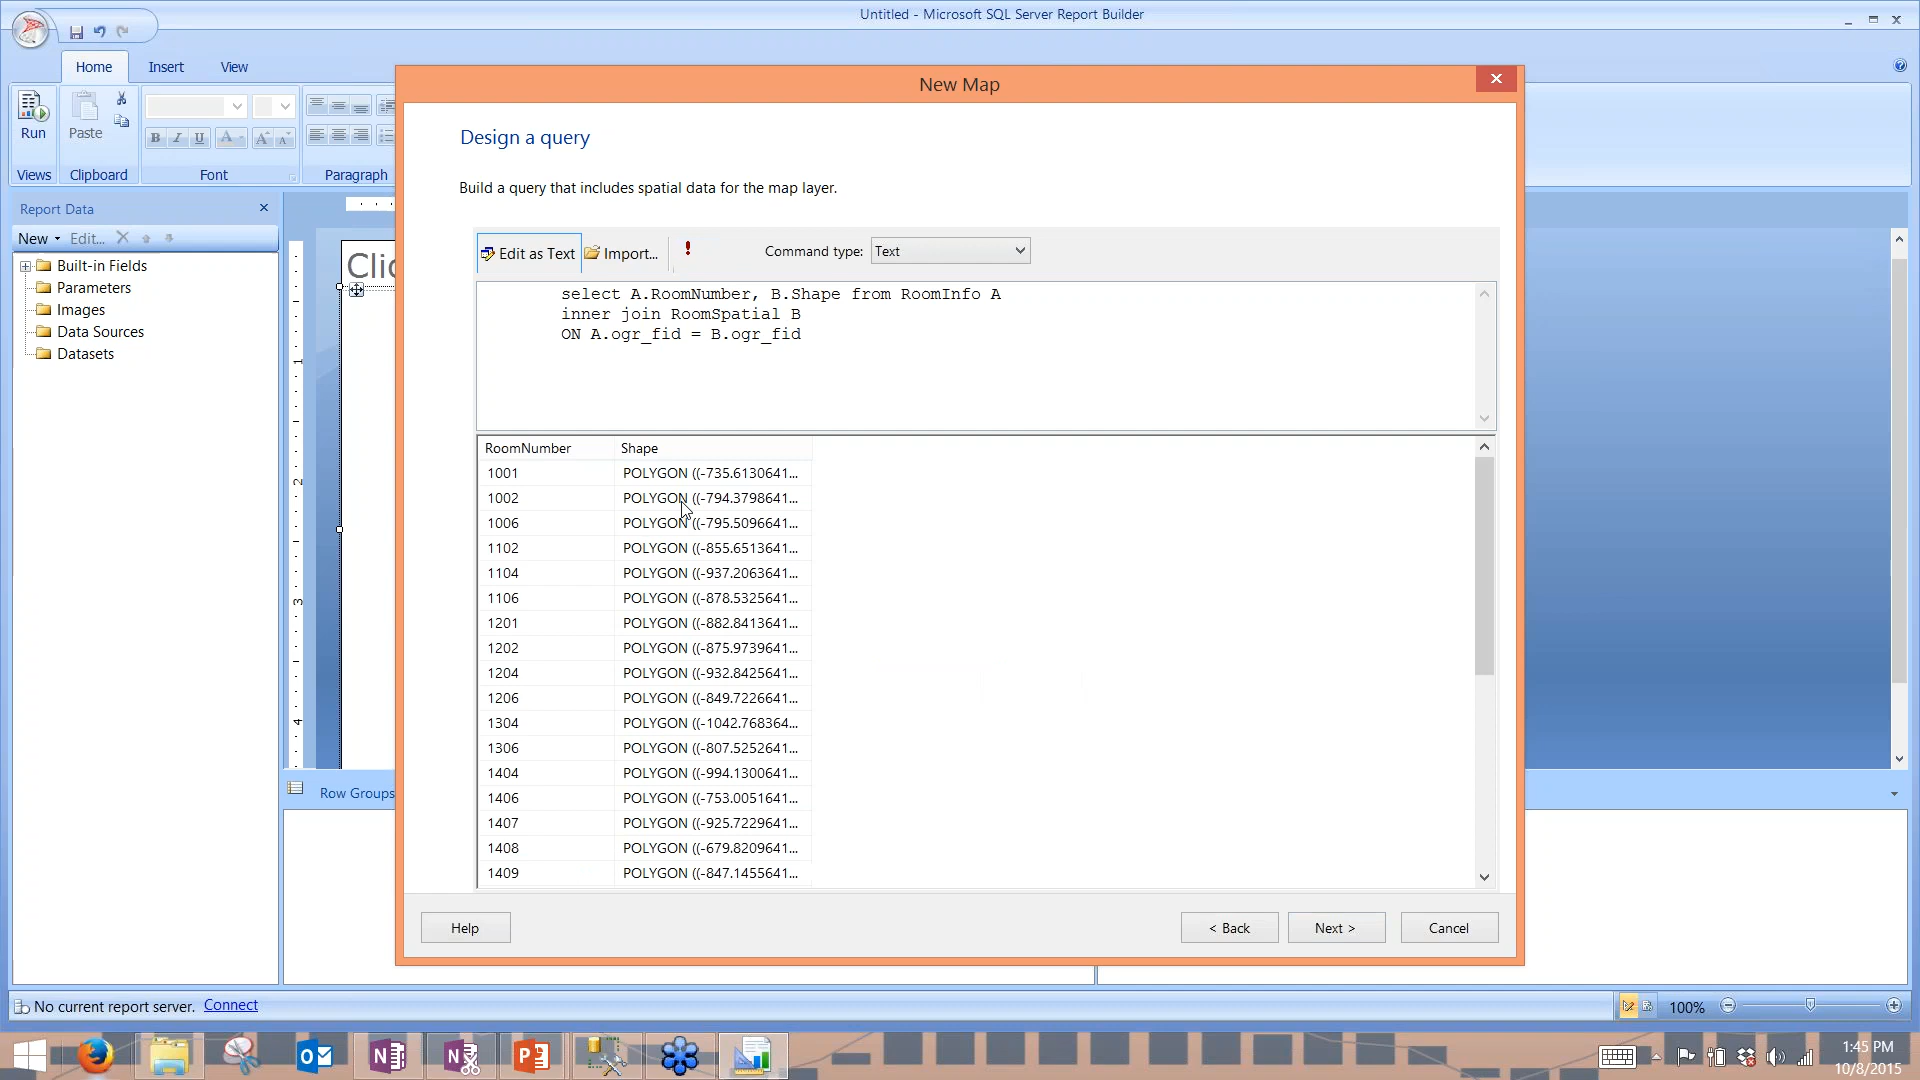 Untitled - Microsoft SQL Server Report Builder
Home Insert View
Run
Paste
Views Clipboard Font Paragraph
New Map
Design a query
Build a query that includes spatial data for the map layer.
Report Data
New Edit...
Built-in Fields
Parameters
Images
Data Sources
Datasets
Clic
Edit as Text Import... ! Command type: Text
select A.RoomNumber, B.Shape from RoomInfo A
inner join RoomSpatial B
ON A.ogr_fid = B.ogr_fid
RoomNumber Shape
1001 POLYGON ((-735.6130641...
1002 POLYGON ((-794.3798641...
1006 POLYGON ((-795.5096641...
1102 POLYGON ((-855.6513641...
1104 POLYGON ((-937.2063641...
1106 POLYGON ((-878.5325641...
1201 POLYGON ((-882.8413641...
1202 POLYGON ((-875.9739641...
1204 POLYGON ((-932.8425641...
1206 POLYGON ((-849.7226641...
1304 POLYGON ((-1042.768364...
1306 POLYGON ((-807.5252641...
1404 POLYGON ((-994.1300641...
1406 POLYGON ((-753.0051641...
1407 POLYGON ((-925.7229641...
1408 POLYGON ((-679.8209641...
1409 POLYGON ((-847.1455641...
1
2
3
4
Row Groups
Help < Back Next > Cancel
No current report server. Connect
100%
1:45 PM
10/8/2015